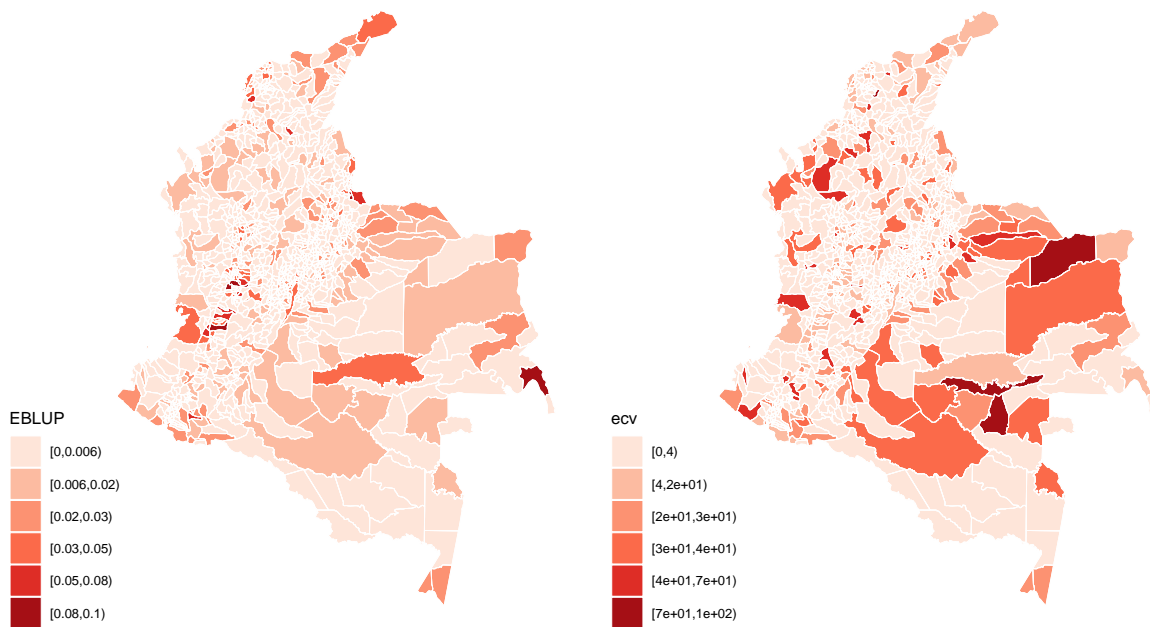 EBLUP
[0,0.006)
[0.006,0.02)
[0.02,0.03)
[0.03,0.05)
[0.05,0.08)
[0.08,0.1)
ecv
[0,4)
[4,2e+01)
[2e+01,3e+01)
[3e+01,4e+01)
[4e+01,7e+01)
[7e+01,1e+02)